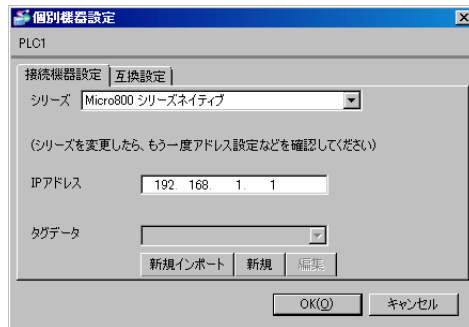 個別機器設定
PLC1
接続機器設定 互換設定
シリーズ Micro800 シリーズネイティブ
(シリーズを変更したら、もう一度アドレス設定などを確認してください)
IPアドレス 192. 168. 1. 1
タグデータ
新規インポート 新規 編集
OK(O) キャンセル